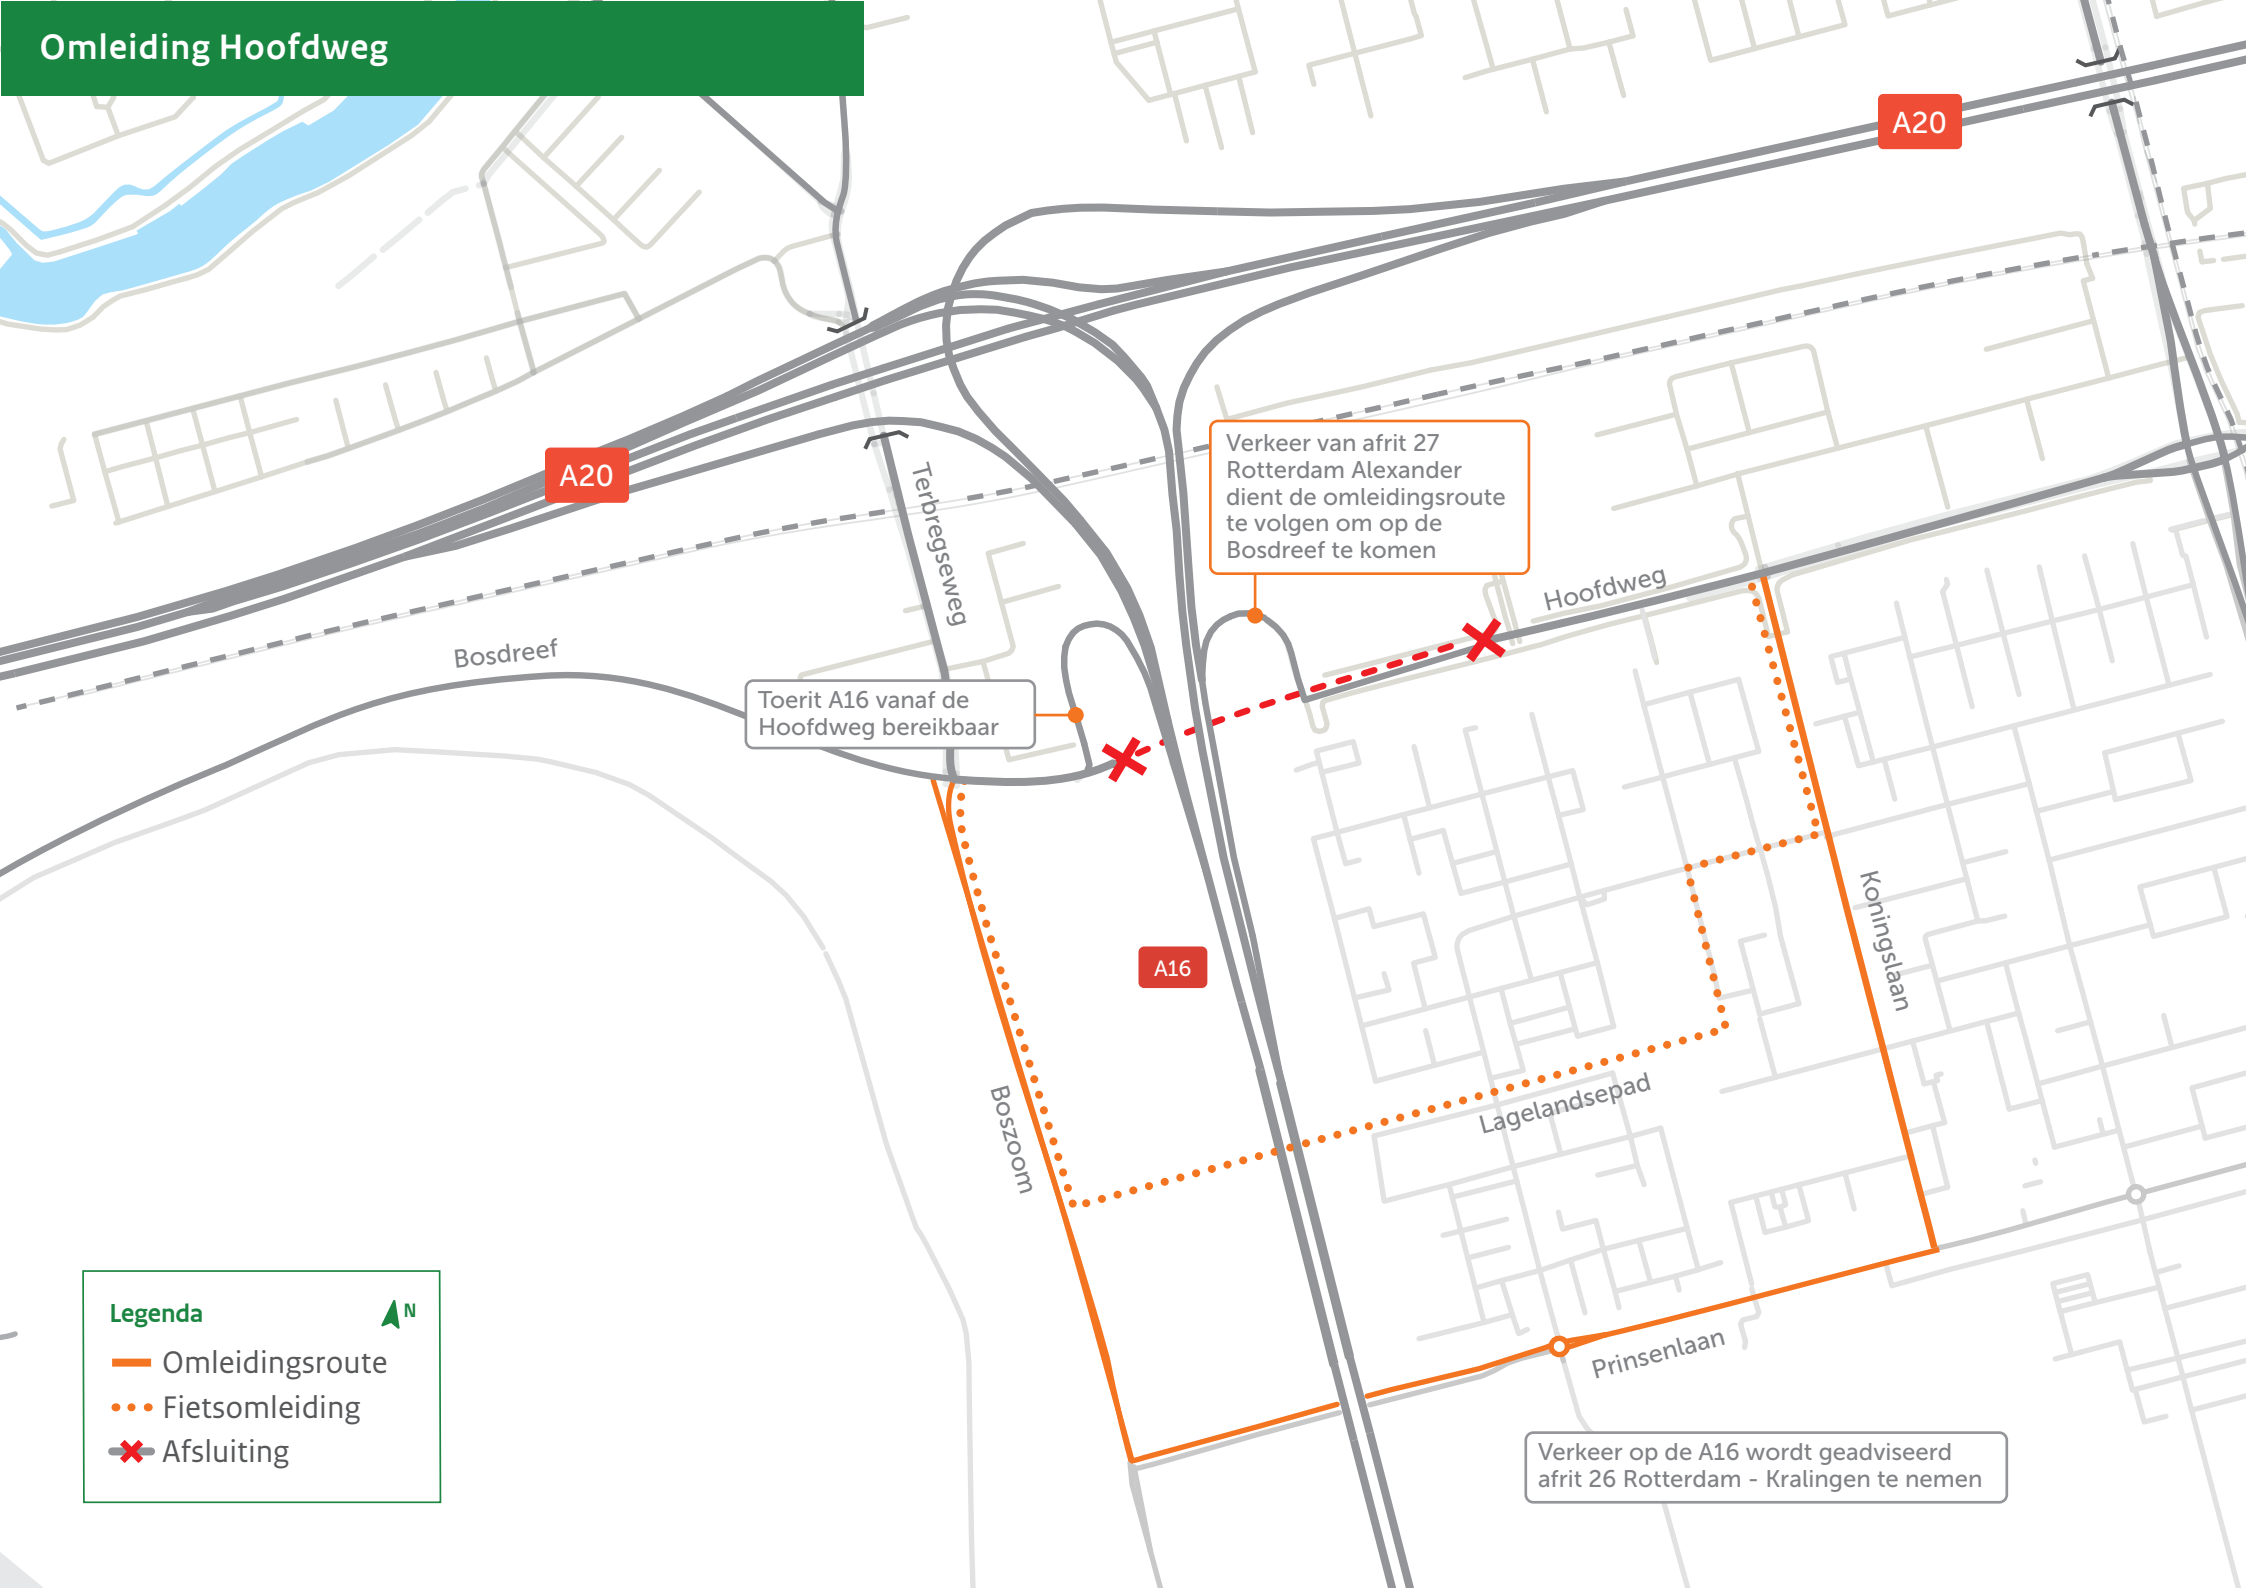 Omleiding Hoofdweg
A20
A20
Verkeer van afrit 27
Rotterdam Alexander
dient de omleidingsroute
te volgen om op de
Bosdreef te komen
Terbregseweg
Hoofdweg
Bosdreef
Toerit A16 vanaf de
Hoofdweg bereikbaar
Koningslaan
A16
Boszoom
Lagelandsepad
Prinsenlaan
Legenda
N
Omleidingsroute
Fietsomleiding
Afsluiting
Verkeer op de A16 wordt geadviseerd
afrit 26 Rotterdam - Kralingen te nemen